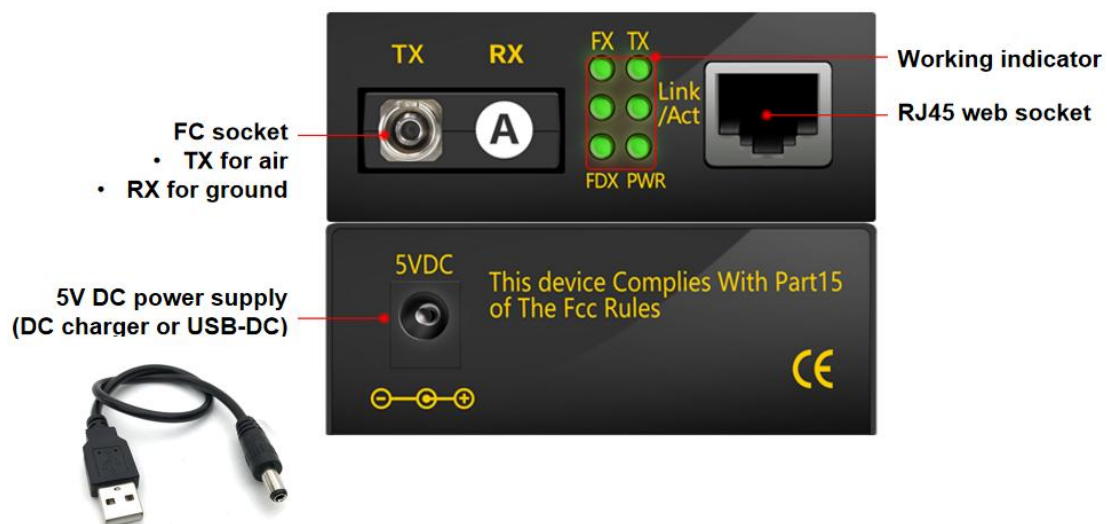 TX RX
FX TX
A
Link
/Act
FDX PWR
Working indicator
RJ45 web socket
FC socket
• TX for air
• RX for ground
5VDC
This device Complies With Part15
of The Fcc Rules
5V DC power supply
(DC charger or USB-DC)
CE